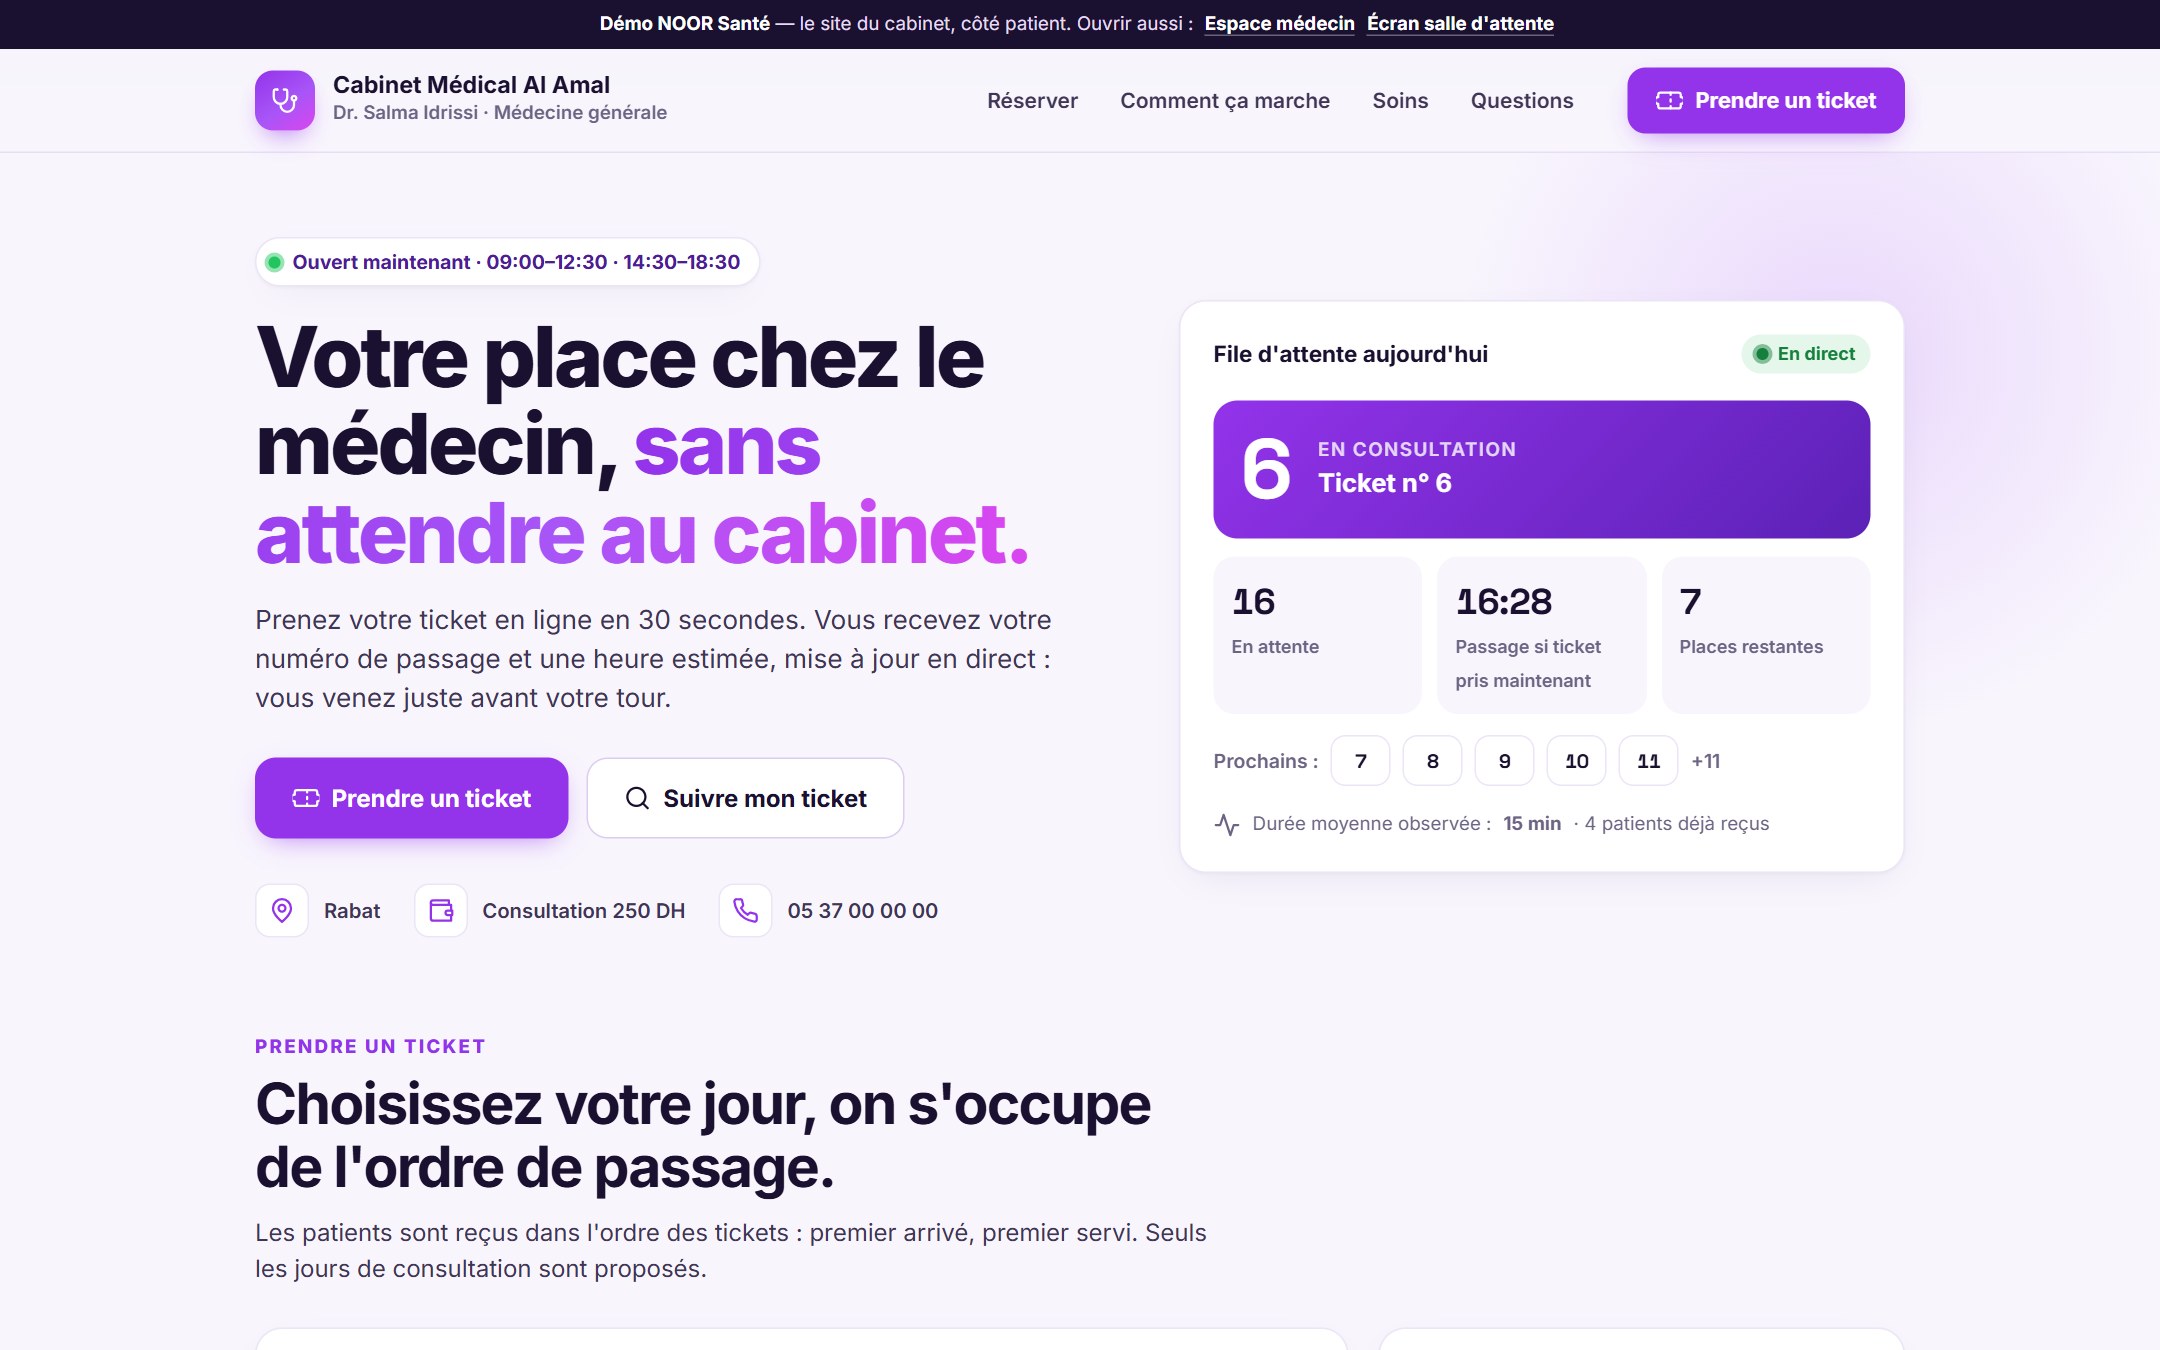 Démo NOOR Santé — le site du cabinet, côté patient. Ouvrir aussi : Espace médecin Écran salle d'attente
Cabinet Médical Al Amal
Dr. Salma Idrissi · Médecine générale
Réserver
Comment ça marche
Soins
Questions
Prendre un ticket
Ouvert maintenant · 09:00–12:30 · 14:30–18:30
Votre place chez le
médecin, sans
attendre au cabinet.
Prenez votre ticket en ligne en 30 secondes. Vous recevez votre
numéro de passage et une heure estimée, mise à jour en direct :
vous venez juste avant votre tour.
Prendre un ticket
Suivre mon ticket
Rabat
Consultation 250 DH
05 37 00 00 00
File d'attente aujourd'hui
En direct
6
EN CONSULTATION
Ticket n° 6
16
En attente
16:28
Passage si ticket
pris maintenant
7
Places restantes
Prochains : 7 8 9 10 11 +11
Durée moyenne observée : 15 min · 4 patients déjà reçus
PRENDRE UN TICKET
Choisissez votre jour, on s'occupe
de l'ordre de passage.
Les patients sont reçus dans l'ordre des tickets : premier arrivé, premier servi. Seuls
les jours de consultation sont proposés.